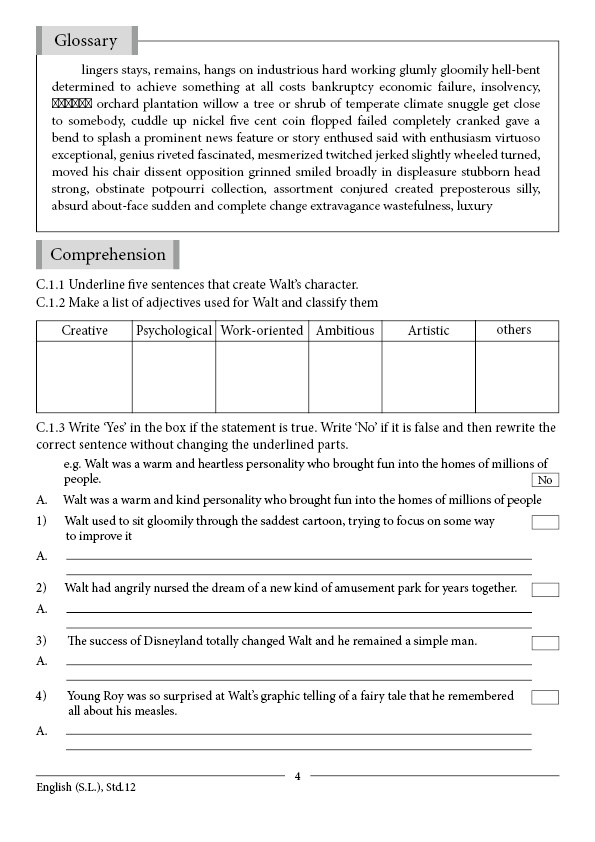 Glossary
lingers stays, remains, hangs on industrious hard working glumly gloomily hell-bent
determined to achieve something at all costs bankruptcy economic failure, insolvency,
orchard plantation willow a tree or shrub of temperate climate snuggle get close
to somebody, cuddle up nickel five cent coin flopped failed completely cranked gave a
bend to splash a prominent news feature or story enthused said with enthusiasm virtuoso
exceptional, genius riveted fascinated, mesmerized twitched jerked slightly wheeled turned,
moved his chair dissent opposition grinned smiled broadly in displeasure stubborn head
strong, obstinate potpourri collection, assortment conjured created preposterous silly,
absurd about-face sudden and complete change extravagance wastefulness, luxury
Comprehension
C.1.1 Underline five sentences that create Walt's character.
C.1.2 Make a list of adjectives used for Walt and classify them
Creative Psychological Work-oriented Ambitious Artistic others
C.1.3 Write 'Yes' in the box if the statement is true. Write 'No' if it is false and then rewrite the
correct sentence without changing the underlined parts.
e.g. Walt was a warm and heartless personality who brought fun into the homes of millions of
people. No
A. Walt was a warm and kind personality who brought fun into the homes of millions of people
1) Walt used to sit gloomily through the saddest cartoon, trying to focus on some way
to improve it
A.
2) Walt had angrily nursed the dream of a new kind of amusement park for years together.
A.
3) The success of Disneyland totally changed Walt and he remained a simple man.
A.
4) Young Roy was so surprised at Walt's graphic telling of a fairy tale that he remembered
all about his measles.
A.
4
English (S.L.), Std.12